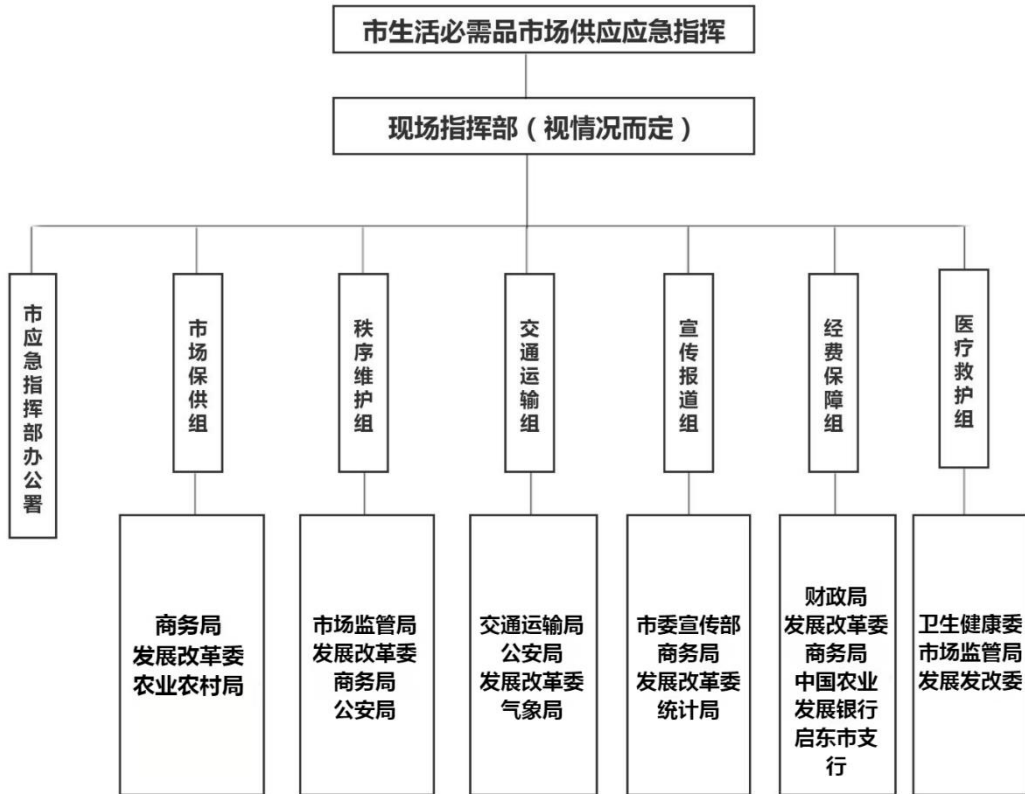 市生活必需品市场供应应急指挥
现场指挥部（视情况而定）
市应急指挥部办公署
市场保供组
秩序维护组
交通运输组
宣传报道组
经费保障组
医疗救护组
商务局
发展改革委
农业农村局
市场监管局
发展改革委
商务局
公安局
交通运输局
公安局
发展改革委
气象局
市委宣传部
商务局
发展改革委
统计局
财政局
发展改革委
商务局
中国农业
发展银行
启东市支
行
卫生健康委
市场监管局
发展发改委